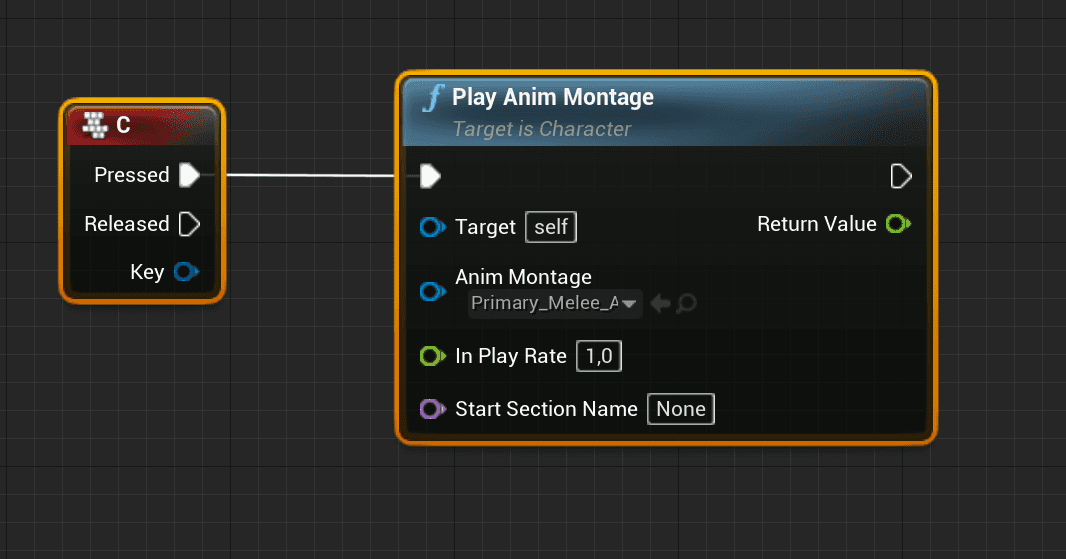 C
Pressed
Released
Key
Play Anim Montage
Target is Character
Target self
Return Value
Anim Montage
Primary_Melee_A
In Play Rate 1,0
Start Section Name None